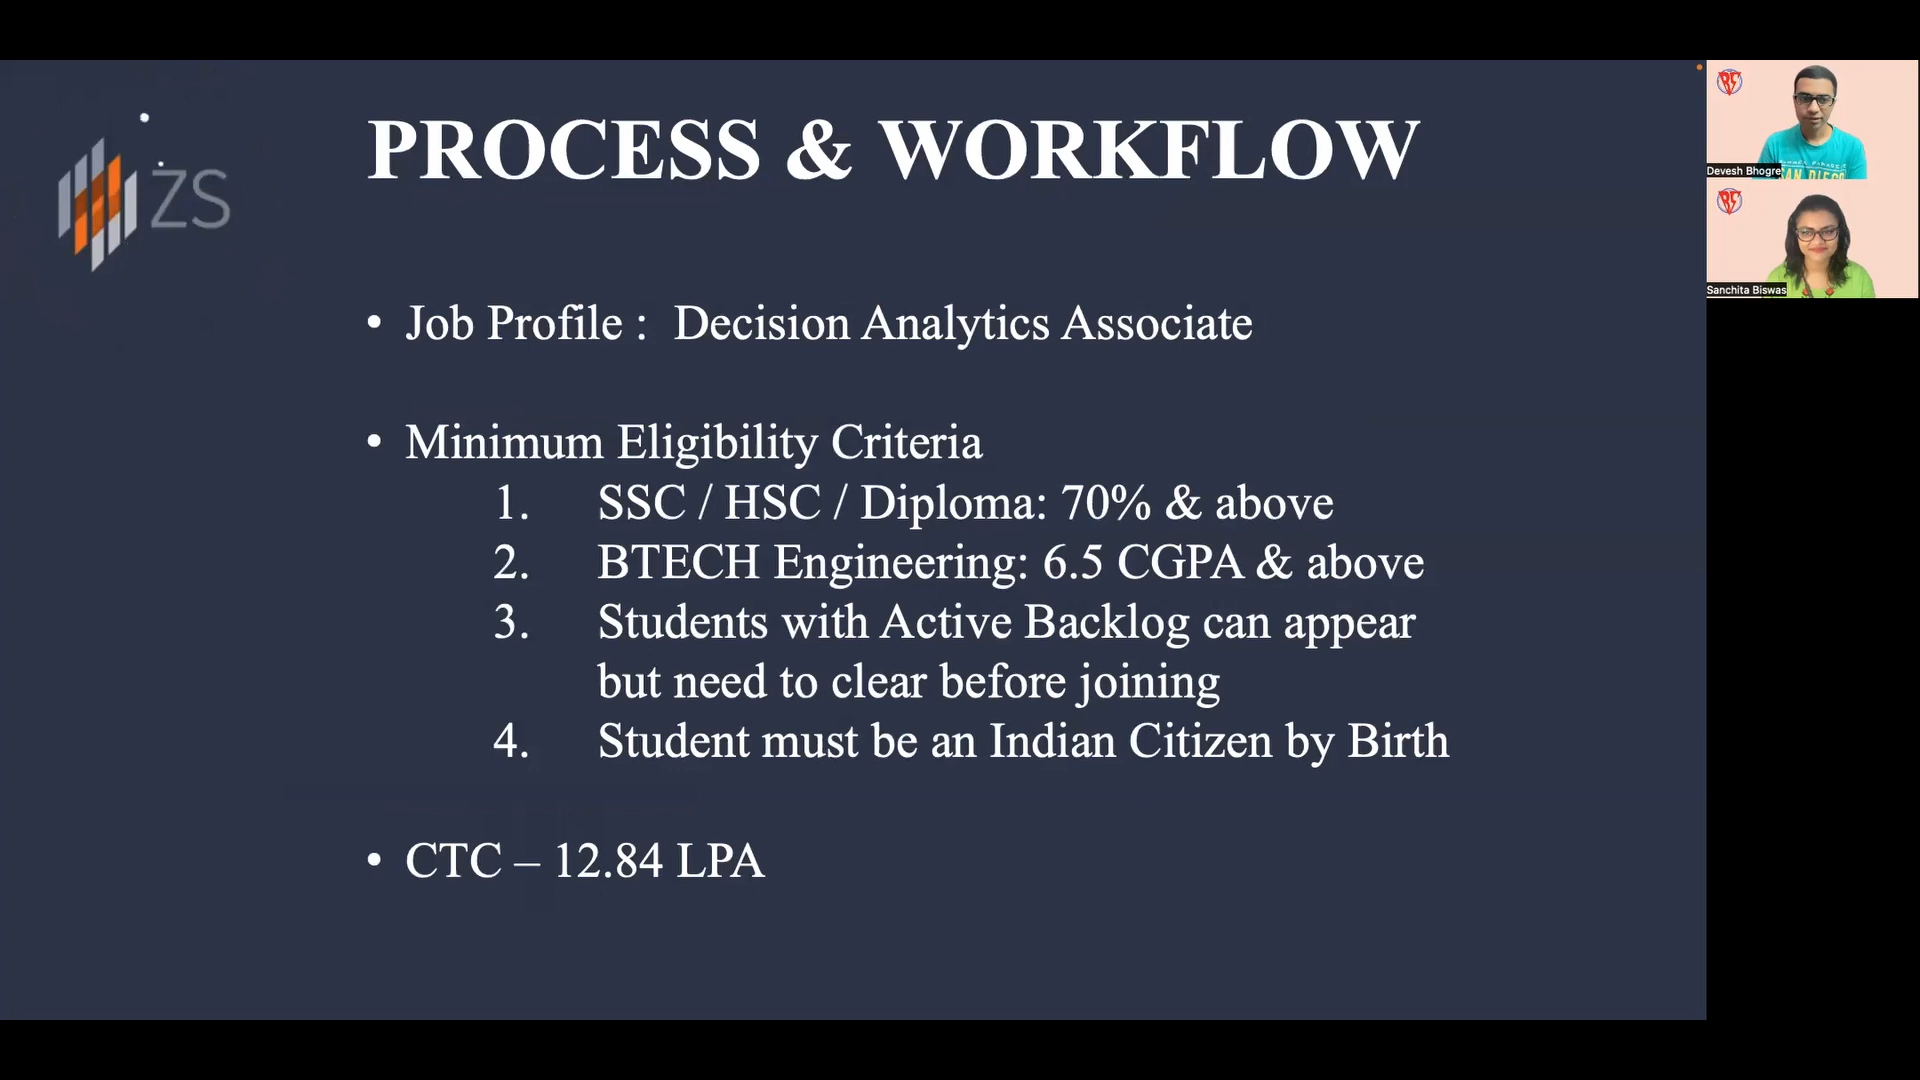 ZS
PROCESS & WORKFLOW
• Job Profile : Decision Analytics Associate
• Minimum Eligibility Criteria
1. SSC / HSC / Diploma: 70% & above
2. BTECH Engineering: 6.5 CGPA & above
3. Students with Active Backlog can appear
but need to clear before joining
4. Student must be an Indian Citizen by Birth
• CTC – 12.84 LPA
Devesh Bhogre
SAN DIEGO
Sanchita Biswas